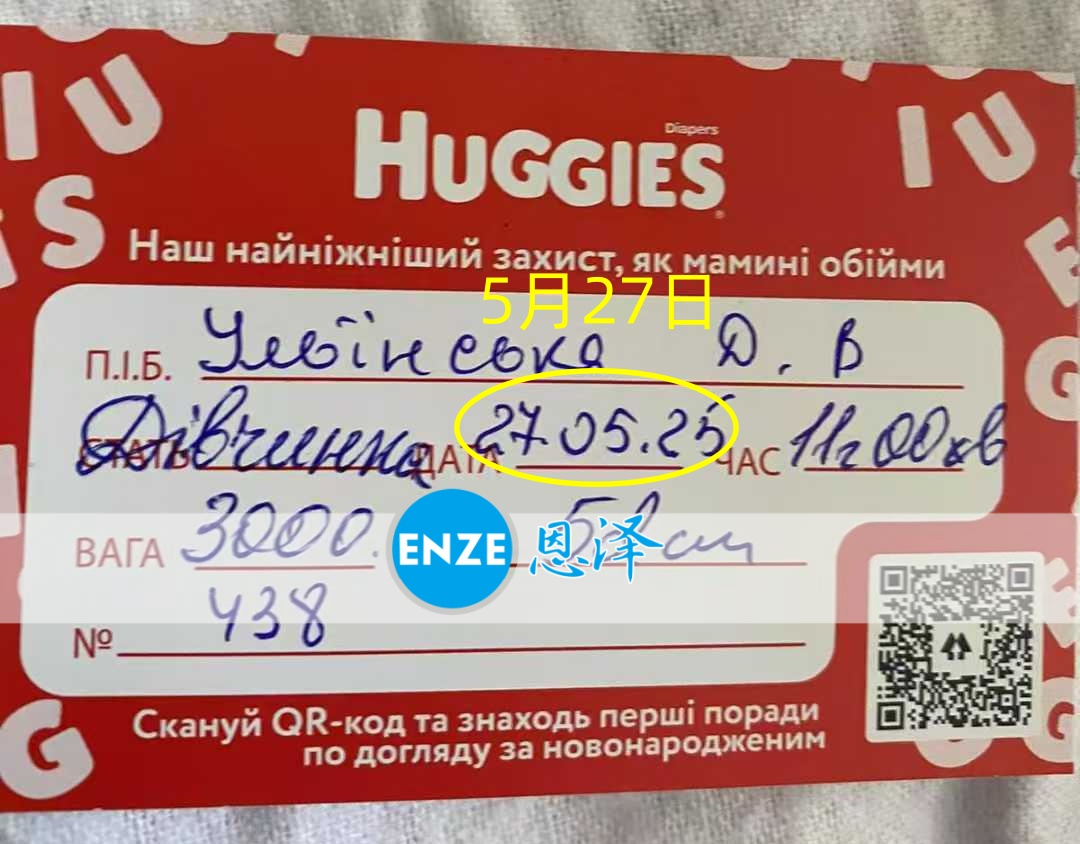 Diapers
HUGGIES
Наш найніжніший захист, як мамині обійми
5月27日
П.І.Б. Д. В
Дівчинка ДАТА 27.05.25 ЧАС 11г 00хв
ВАГА 3000. см
ENZE 恩泽
№ 438
Скануй QR-код та знаходь перші поради
по догляду за новонародженим